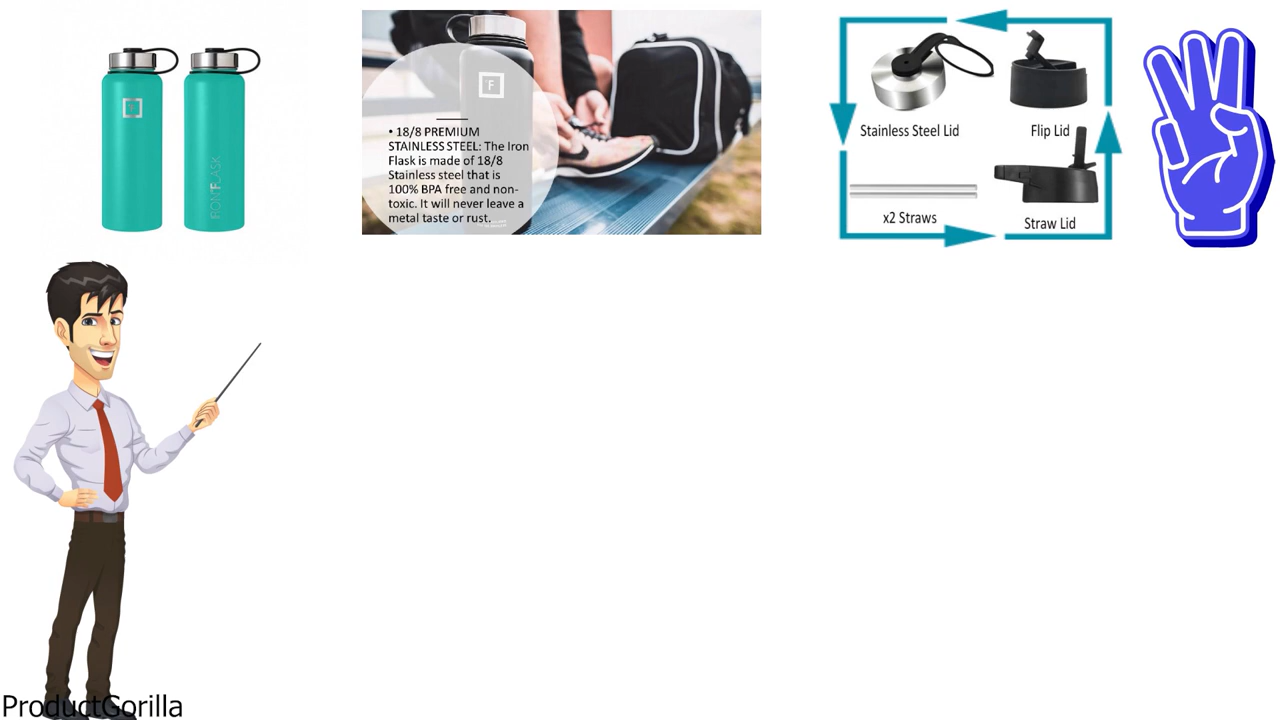 F
IRON FLASK
F
• 18/8 PREMIUM
STAINLESS STEEL: The Iron
Flask is made of 18/8
Stainless steel that is
100% BPA free and non-
toxic. It will never leave a
metal taste or rust.
Stainless Steel Lid
Flip Lid
x2 Straws
Straw Lid
ProductGorilla